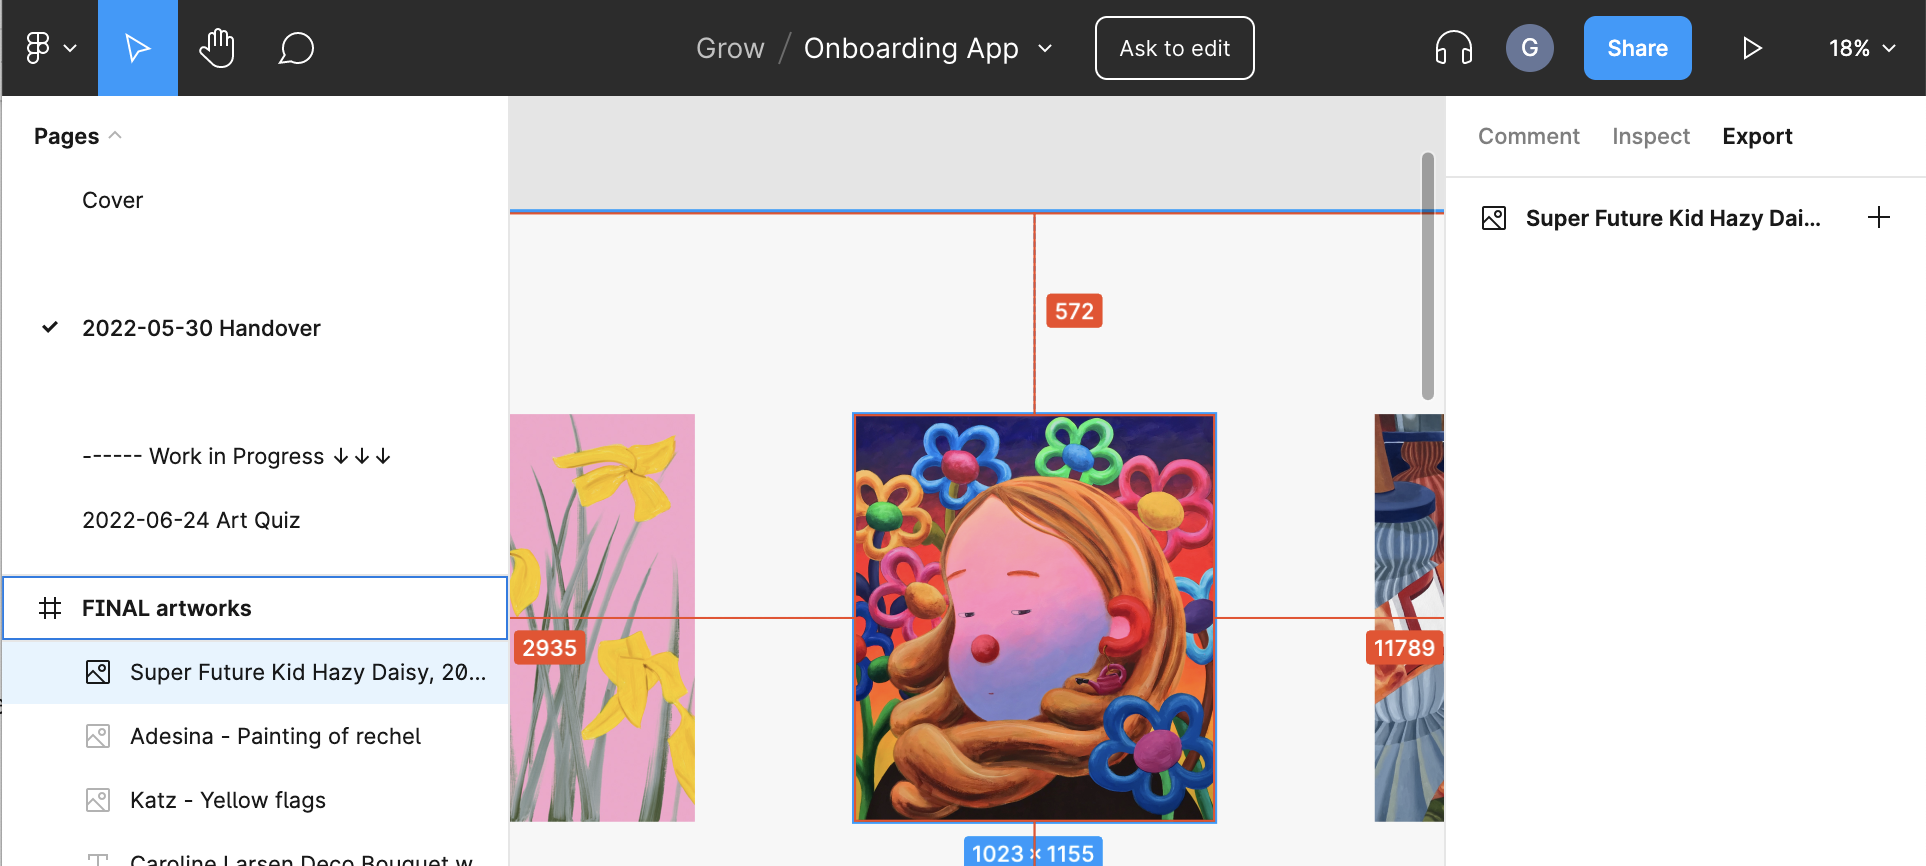 Grow / Onboarding App
Ask to edit
G
Share
18%
Pages
Cover
2022-05-30 Handover
------ Work in Progress ↓↓↓
2022-06-24 Art Quiz
FINAL artworks
Super Future Kid Hazy Daisy, 20...
Adesina - Painting of rechel
Katz - Yellow flags
Caroline Larsen Deco Bouquet w...
572
2935
11789
1023 × 1155
Comment Inspect Export
Super Future Kid Hazy Dai...